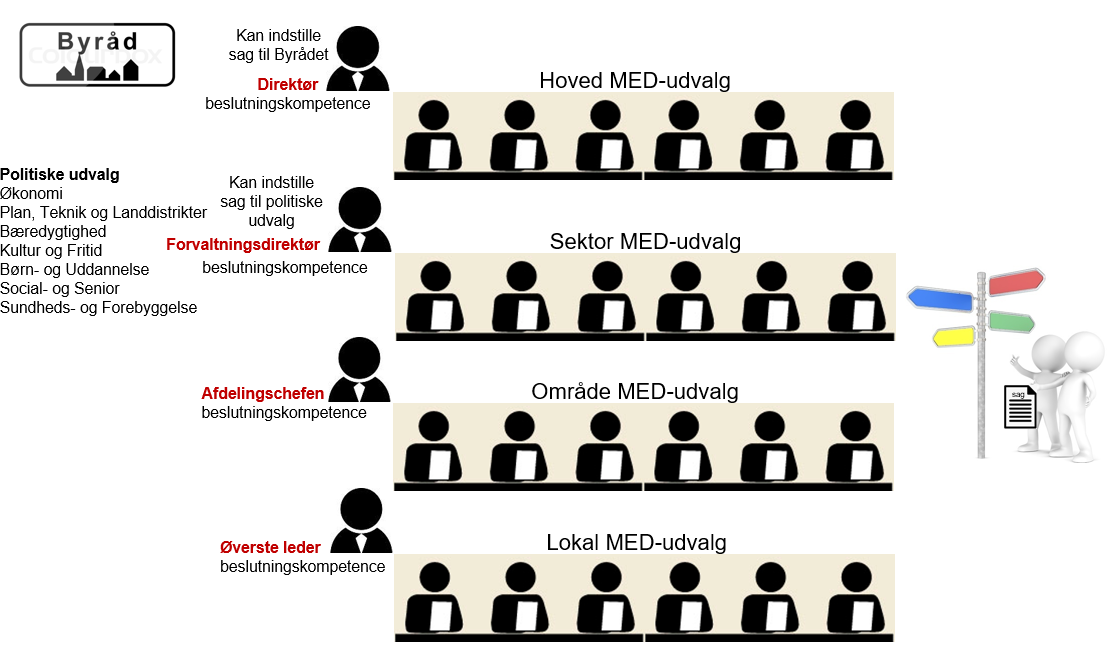 Byråd
Colourbox
Kan indstille
sag til Byrådet
Direktør
beslutningskompetence
Hoved MED-udvalg
Politiske udvalg
Økonomi
Plan, Teknik og Landdistrikter
Bæredygtighed
Kultur og Fritid
Børn- og Uddannelse
Social- og Senior
Sundheds- og Forebyggelse
Kan indstille
sag til politiske
udvalg
Forvaltningsdirektør
beslutningskompetence
Sektor MED-udvalg
Afdelingschefen
beslutningskompetence
Område MED-udvalg
sag
Øverste leder
beslutningskompetence
Lokal MED-udvalg